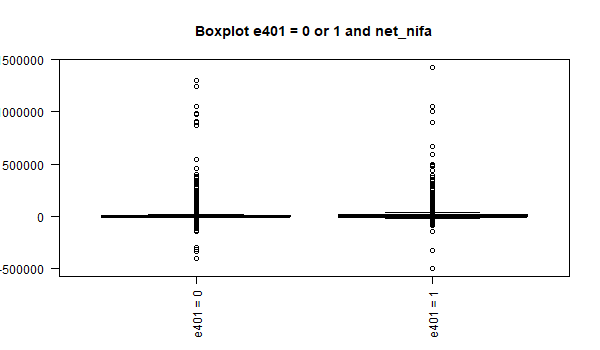 Boxplot e401 = 0 or 1 and net_nifa
500000
000000
500000
0
-500000
e401 = 0
e401 = 1